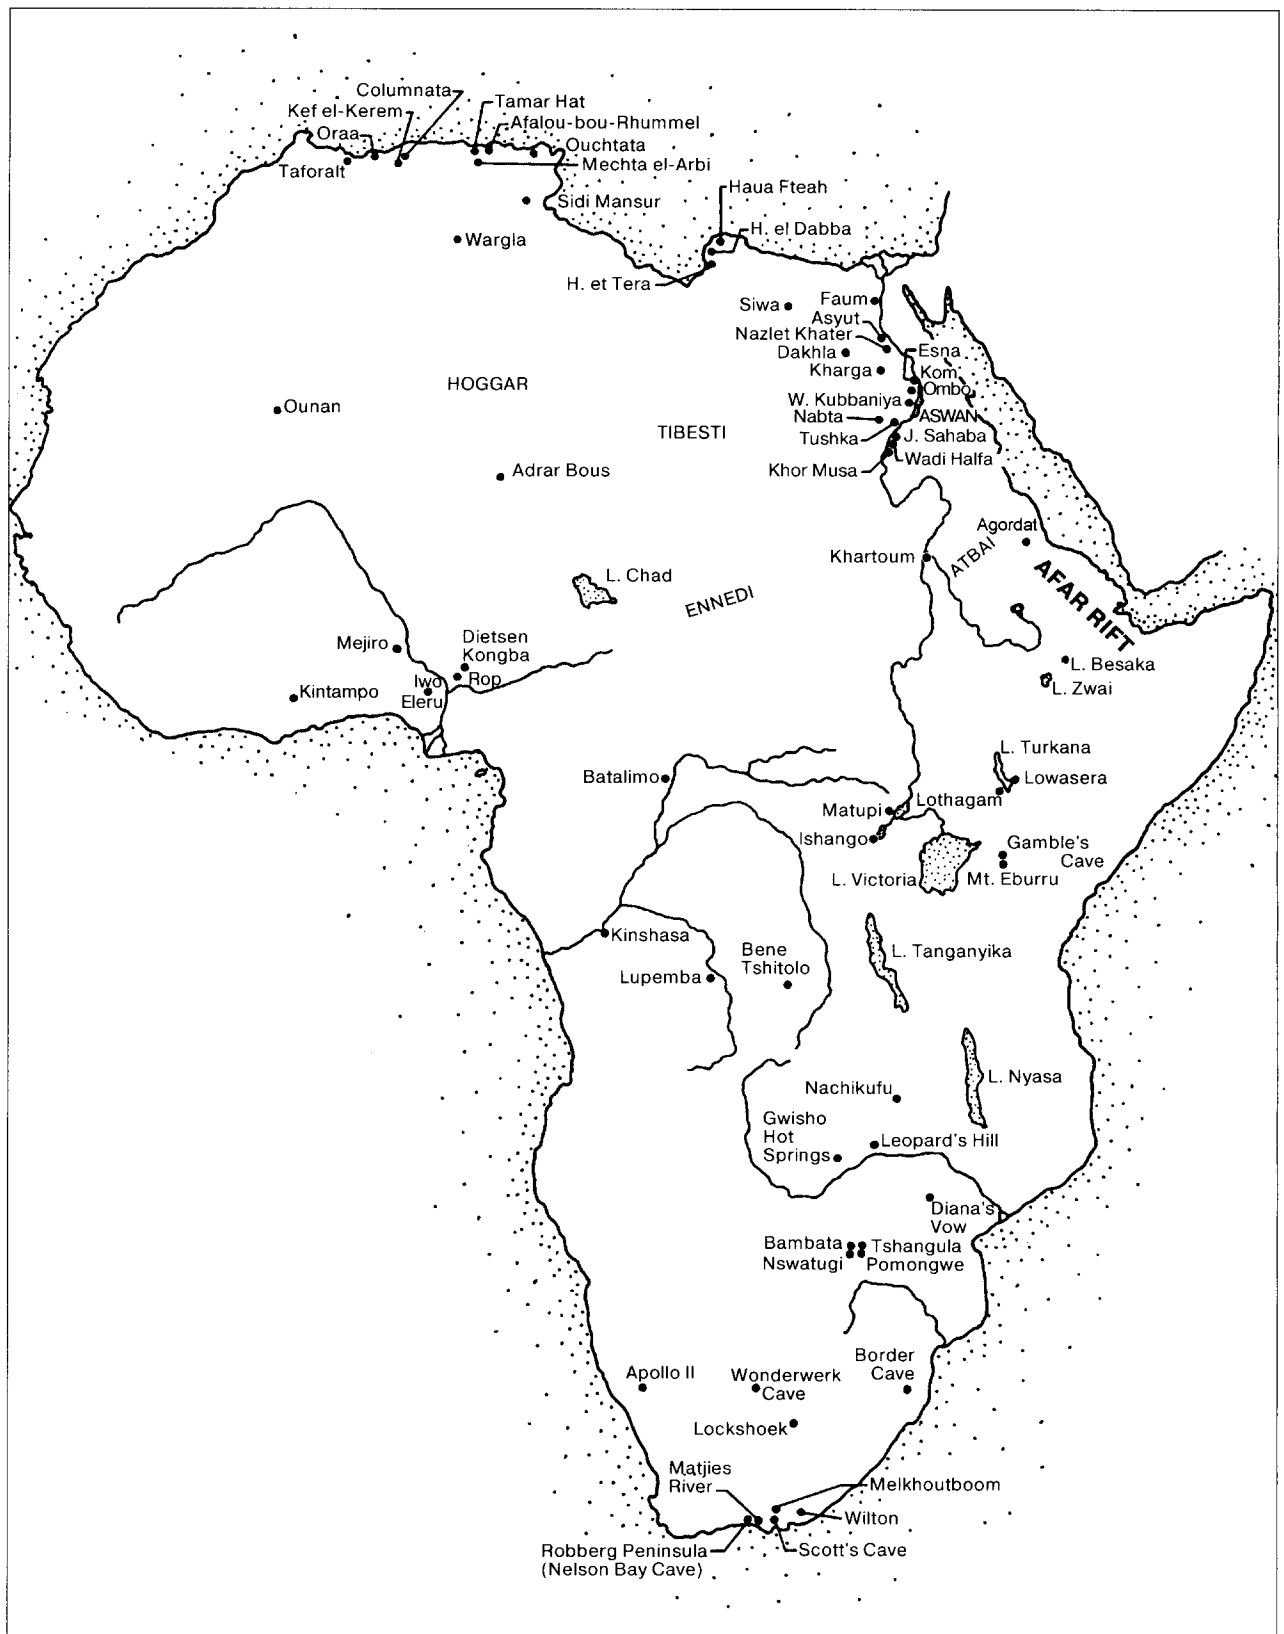 Columnata
Kef el-Kerem
Oraa
Taforalt
Tamar Hat
Afalou-bou-Rhummel
Ouchtata
Mechta el-Arbi
Sidi Mansur
Wargla
Haua Fteah
H. el Dabba
H. et Tera
Siwa
Faum
Asyut
Nazlet Khater
Dakhla
Kharga
Esna
Kom
Ombo
W. Kubbaniya
Nabta
ASWAN
Tushka
J. Sahaba
Wadi Halfa
Khor Musa
HOGGAR
Ounan
TIBESTI
Adrar Bous
Agordat
Khartoum
ATBAI
AFAR RIFT
L. Chad
ENNEDI
Mejiro
Dietsen
Kongba
Rop
Iwo
Eleru
Kintampo
L. Besaka
L. Zwai
L. Turkana
Lowasera
Lothagam
Batalimo
Matupi
Ishango
Gamble's
Cave
L. Victoria
Mt. Eburru
Kinshasa
Bene
Tshitolo
Lupemba
L. Tanganyika
L. Nyasa
Nachikufu
Gwisho
Hot
Springs
Leopard's Hill
Diana's
Vow
Bambata
Tshangula
Nswatugi
Pomongwe
Border
Cave
Apollo II
Wonderwerk
Cave
Lockshoek
Matjies
River
Melkhoutboom
Wilton
Robberg Peninsula
(Nelson Bay Cave)
Scott's Cave